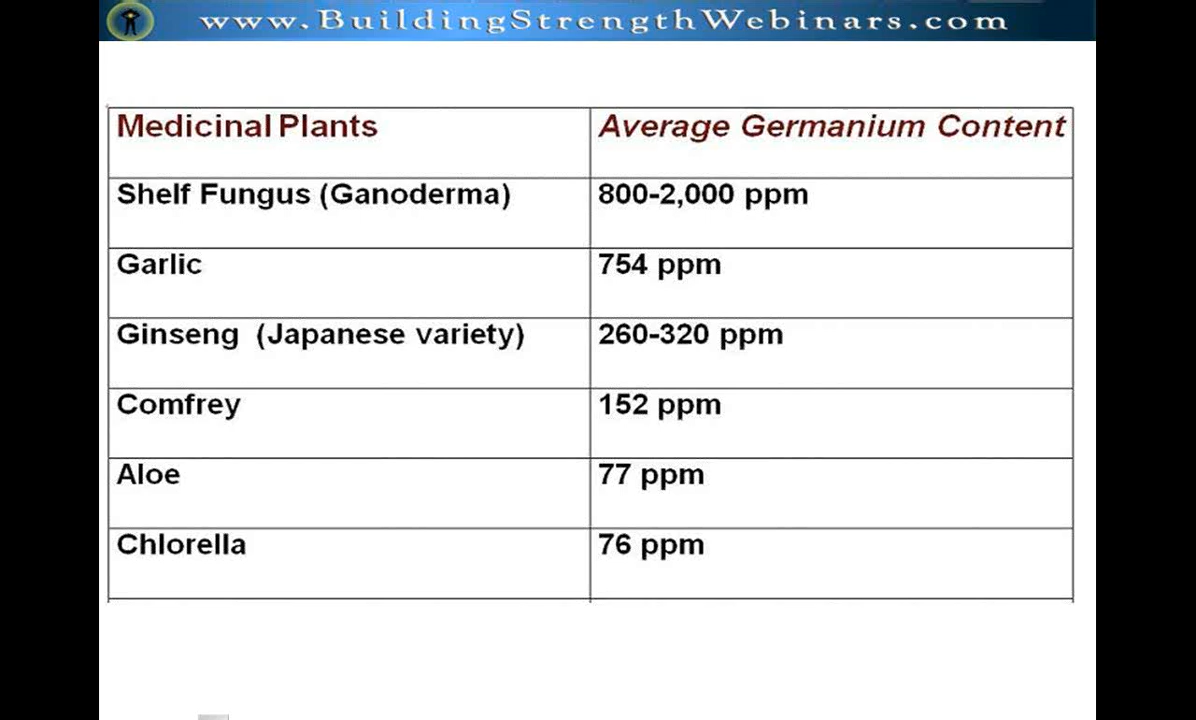 www.BuildingStrengthWebinars.com
Medicinal Plants Average Germanium Content
Shelf Fungus (Ganoderma) 800-2,000 ppm
Garlic 754 ppm
Ginseng (Japanese variety) 260-320 ppm
Comfrey 152 ppm
Aloe 77 ppm
Chlorella 76 ppm